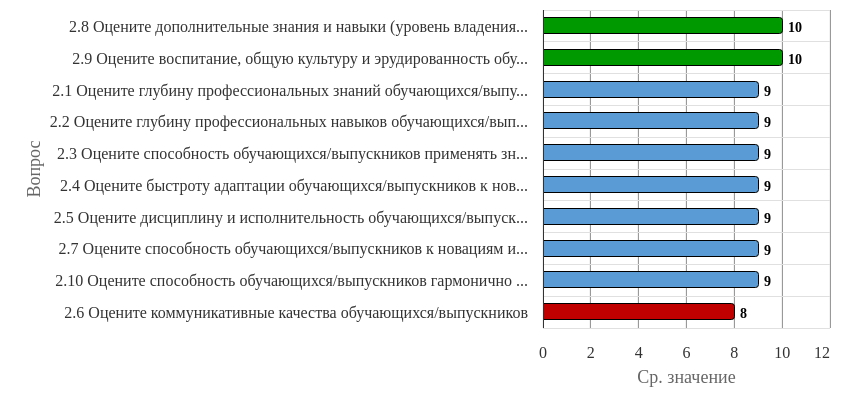 2.8 Оцените дополнительные знания и навыки (уровень владения... 10
2.9 Оцените воспитание, общую культуру и эрудированность обу... 10
2.1 Оцените глубину профессиональных знаний обучающихся/выпу... 9
2.2 Оцените глубину профессиональных навыков обучающихся/вып... 9
2.3 Оцените способность обучающихся/выпускников применять зн... 9
2.4 Оцените быстроту адаптации обучающихся/выпускников к нов... 9
2.5 Оцените дисциплину и исполнительность обучающихся/выпуск... 9
2.7 Оцените способность обучающихся/выпускников к новациям и... 9
2.10 Оцените способность обучающихся/выпускников гармонично ... 9
2.6 Оцените коммуникативные качества обучающихся/выпускников 8
Вопрос
0 2 4 6 8 10 12
Ср. значение